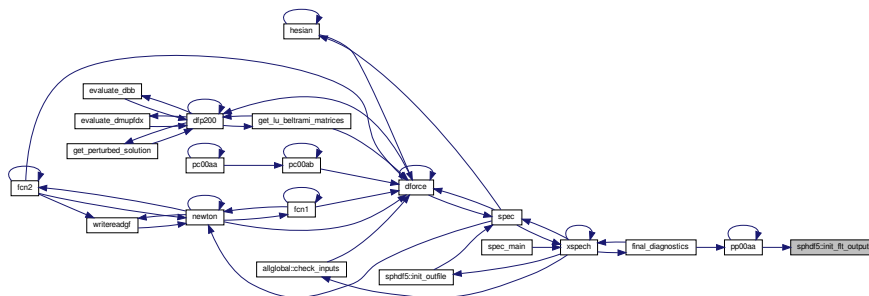 hesian
evaluate_dbb
evaluate_dmupfdx
dfp200
get_lu_beltrami_matrices
get_perturbed_solution
pc00aa
pc00ab
fcn2
dforce
newton
fcn1
writereadgf
spec
spec_main
xspech
final_diagnostics
pp00aa
sphdf5::init_flt_output
allglobal::check_inputs
sphdf5::init_outfile